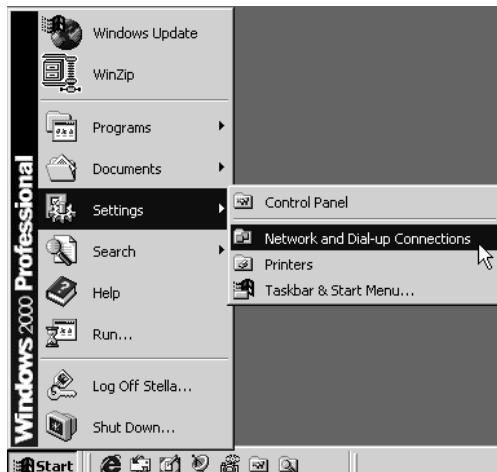 Windows Update
WinZip
Programs
Documents
Settings
Search
Help
Run...
Log Off Stella...
Shut Down...
Windows 2000 Professional
Control Panel
Network and Dial-up Connections
Printers
Taskbar & Start Menu...
Start